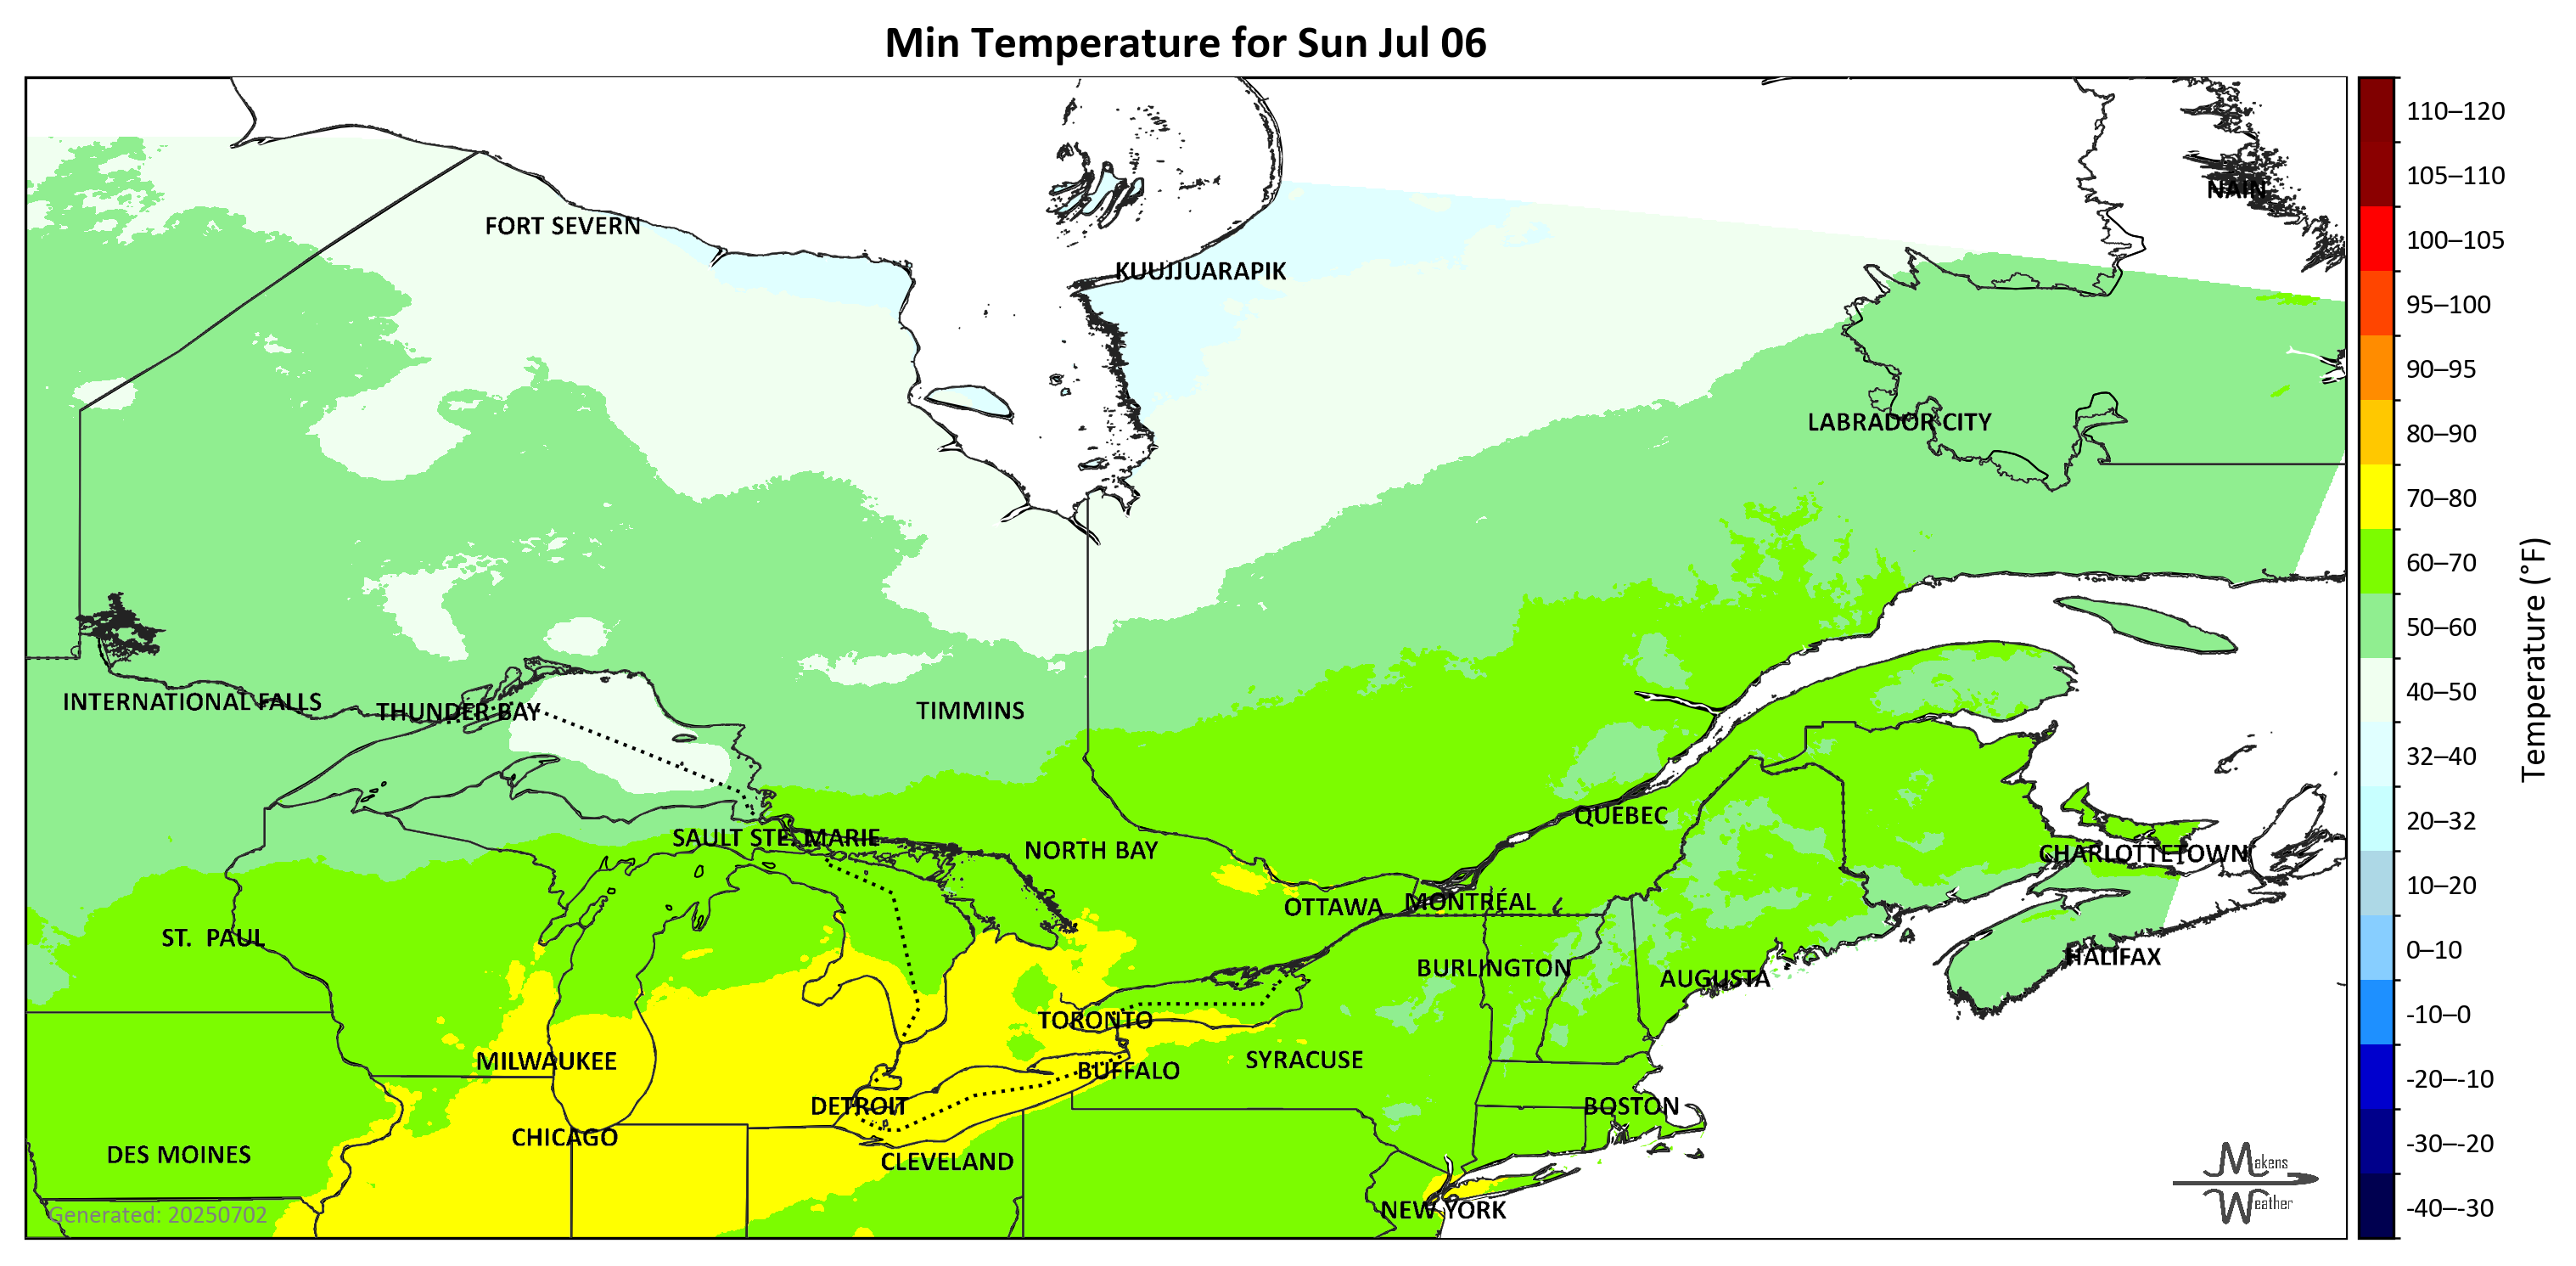 Min Temperature for Sun Jul 06
110–120
105–110
NAIN
100–105
FORT SEVERN
KUUJJUARAPIK
95–100
90–95
LABRADOR CITY
80–90
70–80
60–70
50–60
Temperature (°F)
40–50
INTERNATIONAL FALLS
THUNDER BAY
TIMMINS
32–40
QUÉBEC
20–32
SAULT STE. MARIE
NORTH BAY
CHARLOTTETOWN
10–20
OTTAWA
MONTRÉAL
ST. PAUL
0–10
HALIFAX
BURLINGTON
AUGUSTA
-10–0
TORONTO
MILWAUKEE
SYRACUSE
BUFFALO
-20–-10
DETROIT
BOSTON
CHICAGO
-30–-20
DES MOINES
CLEVELAND
Makens
Weather
-40–-30
NEW YORK
Generated: 20250702